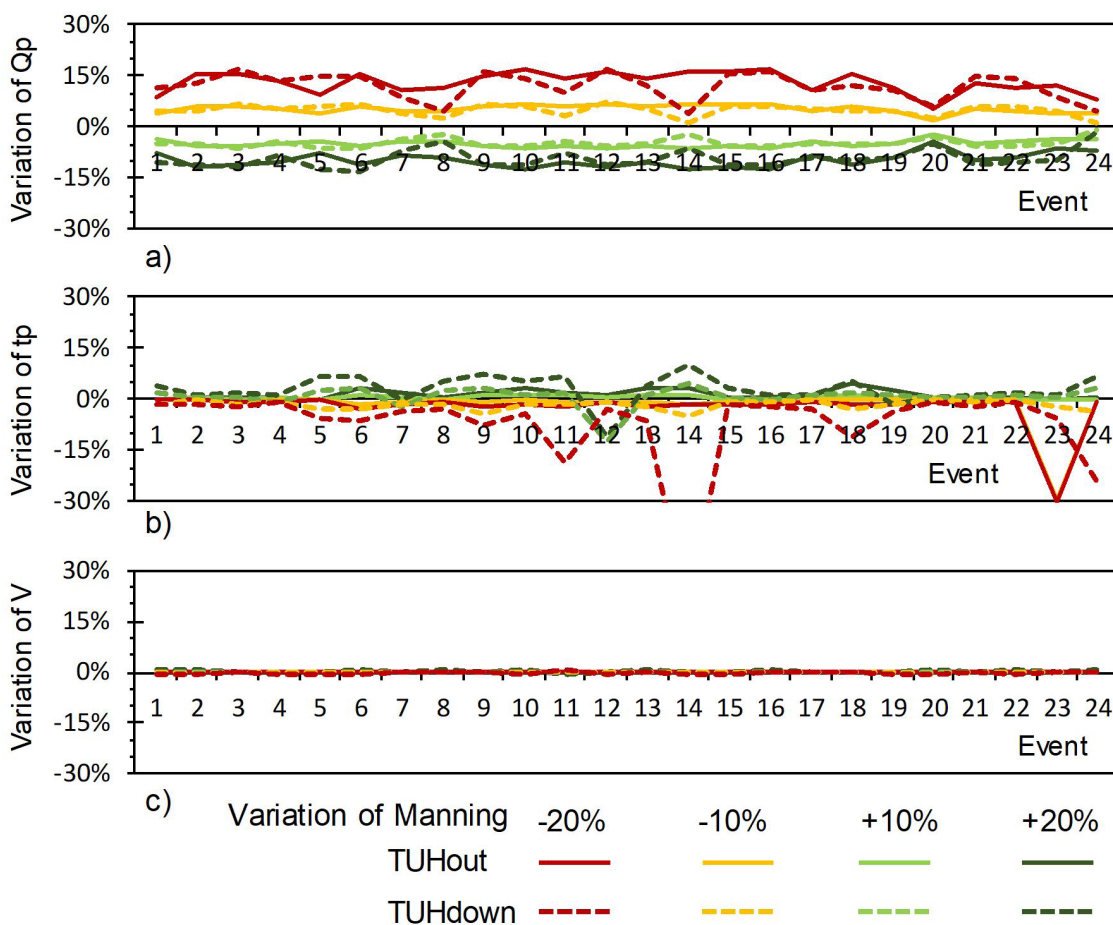 30%
15%
0%
-15%
-30%
Variation of Qp
1 2 3 4 5 6 7 8 9 10 11 12 13 14 15 16 17 18 19 20 21 22 23 24
Event
a)
30%
15%
0%
-15%
-30%
Variation of tp
1 2 3 4 5 6 7 8 9 10 11 12 13 14 15 16 17 18 19 20 21 22 23 24
Event
b)
30%
15%
0%
-15%
-30%
Variation of V
1 2 3 4 5 6 7 8 9 10 11 12 13 14 15 16 17 18 19 20 21 22 23 24
Event
c)
Variation of Manning -20% -10% +10% +20%
TUHout
TUHdown